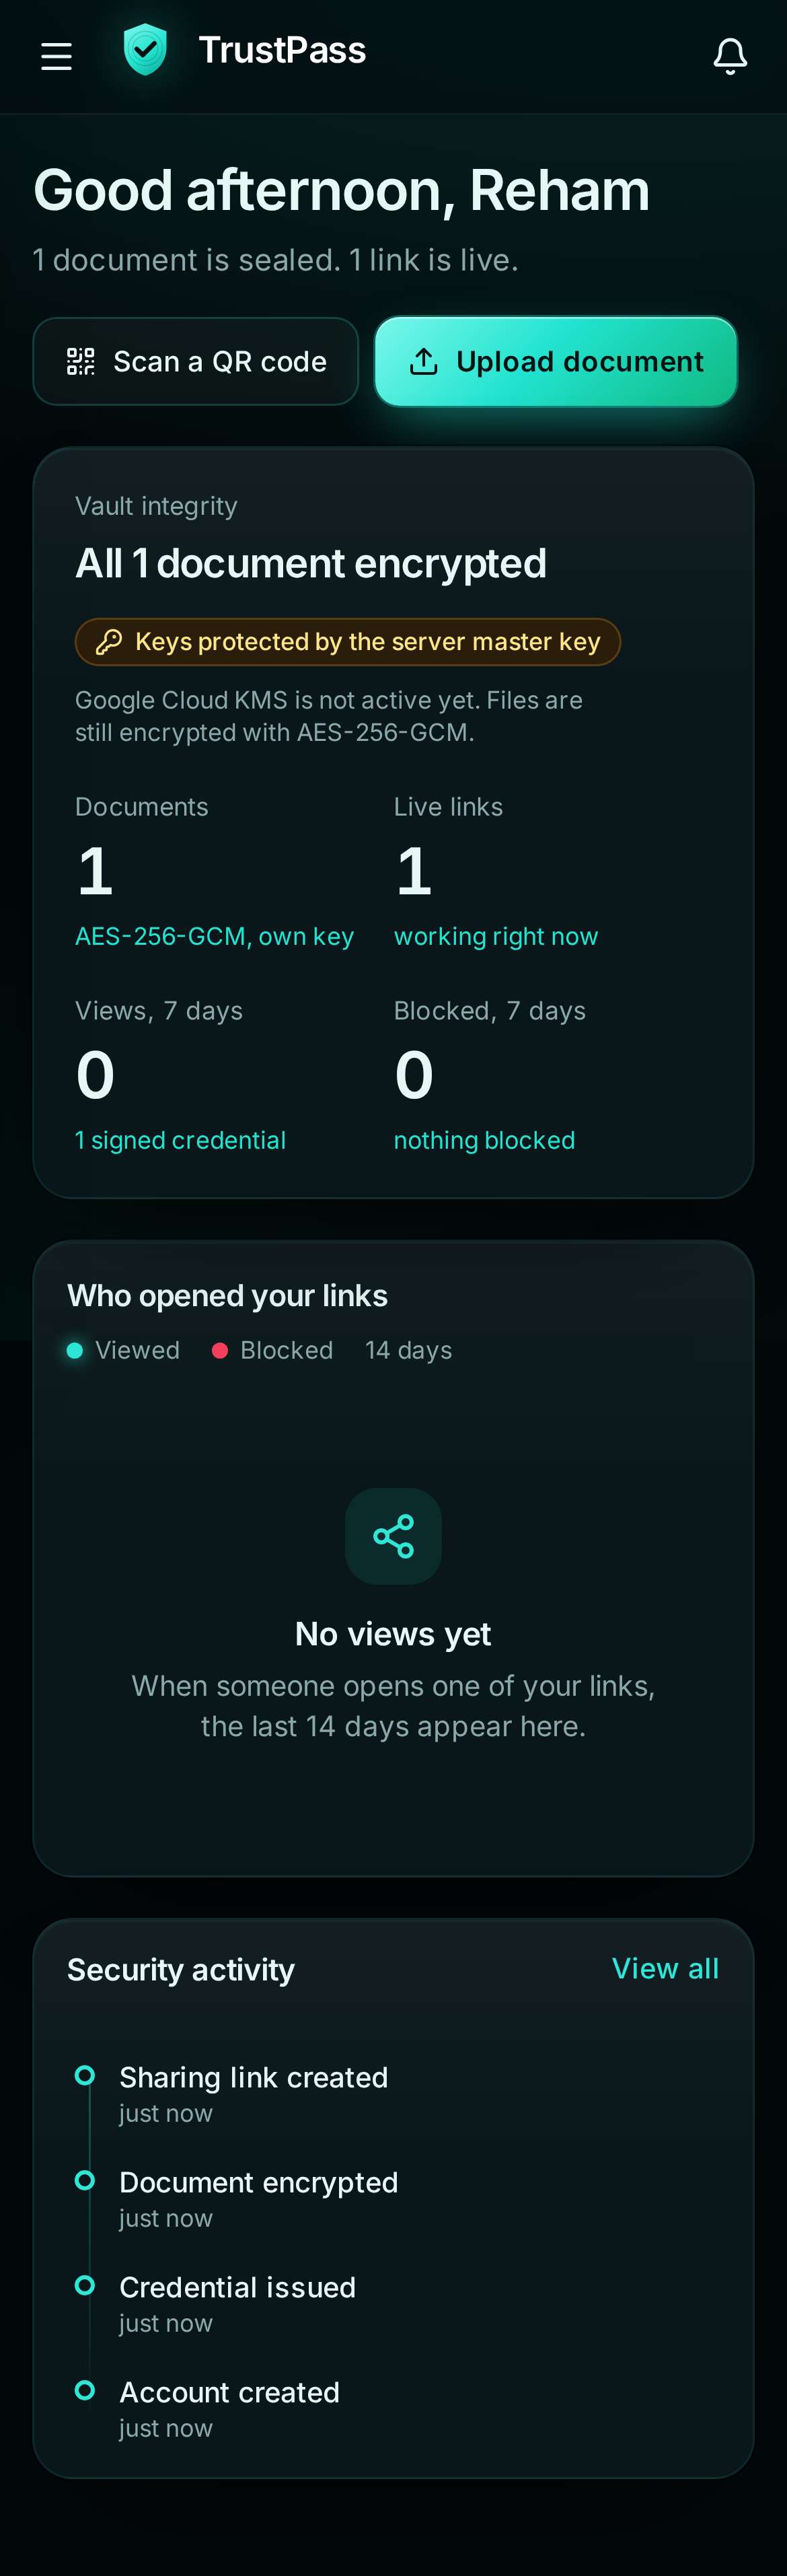 TrustPass
Good afternoon, Reham
1 document is sealed. 1 link is live.
Scan a QR code
Upload document
Vault integrity
All 1 document encrypted
Keys protected by the server master key
Google Cloud KMS is not active yet. Files are
still encrypted with AES-256-GCM.
Documents
1
AES-256-GCM, own key
Live links
1
working right now
Views, 7 days
0
1 signed credential
Blocked, 7 days
0
nothing blocked
Who opened your links
Viewed Blocked 14 days
No views yet
When someone opens one of your links,
the last 14 days appear here.
Security activity
View all
Sharing link created
just now
Document encrypted
just now
Credential issued
just now
Account created
just now